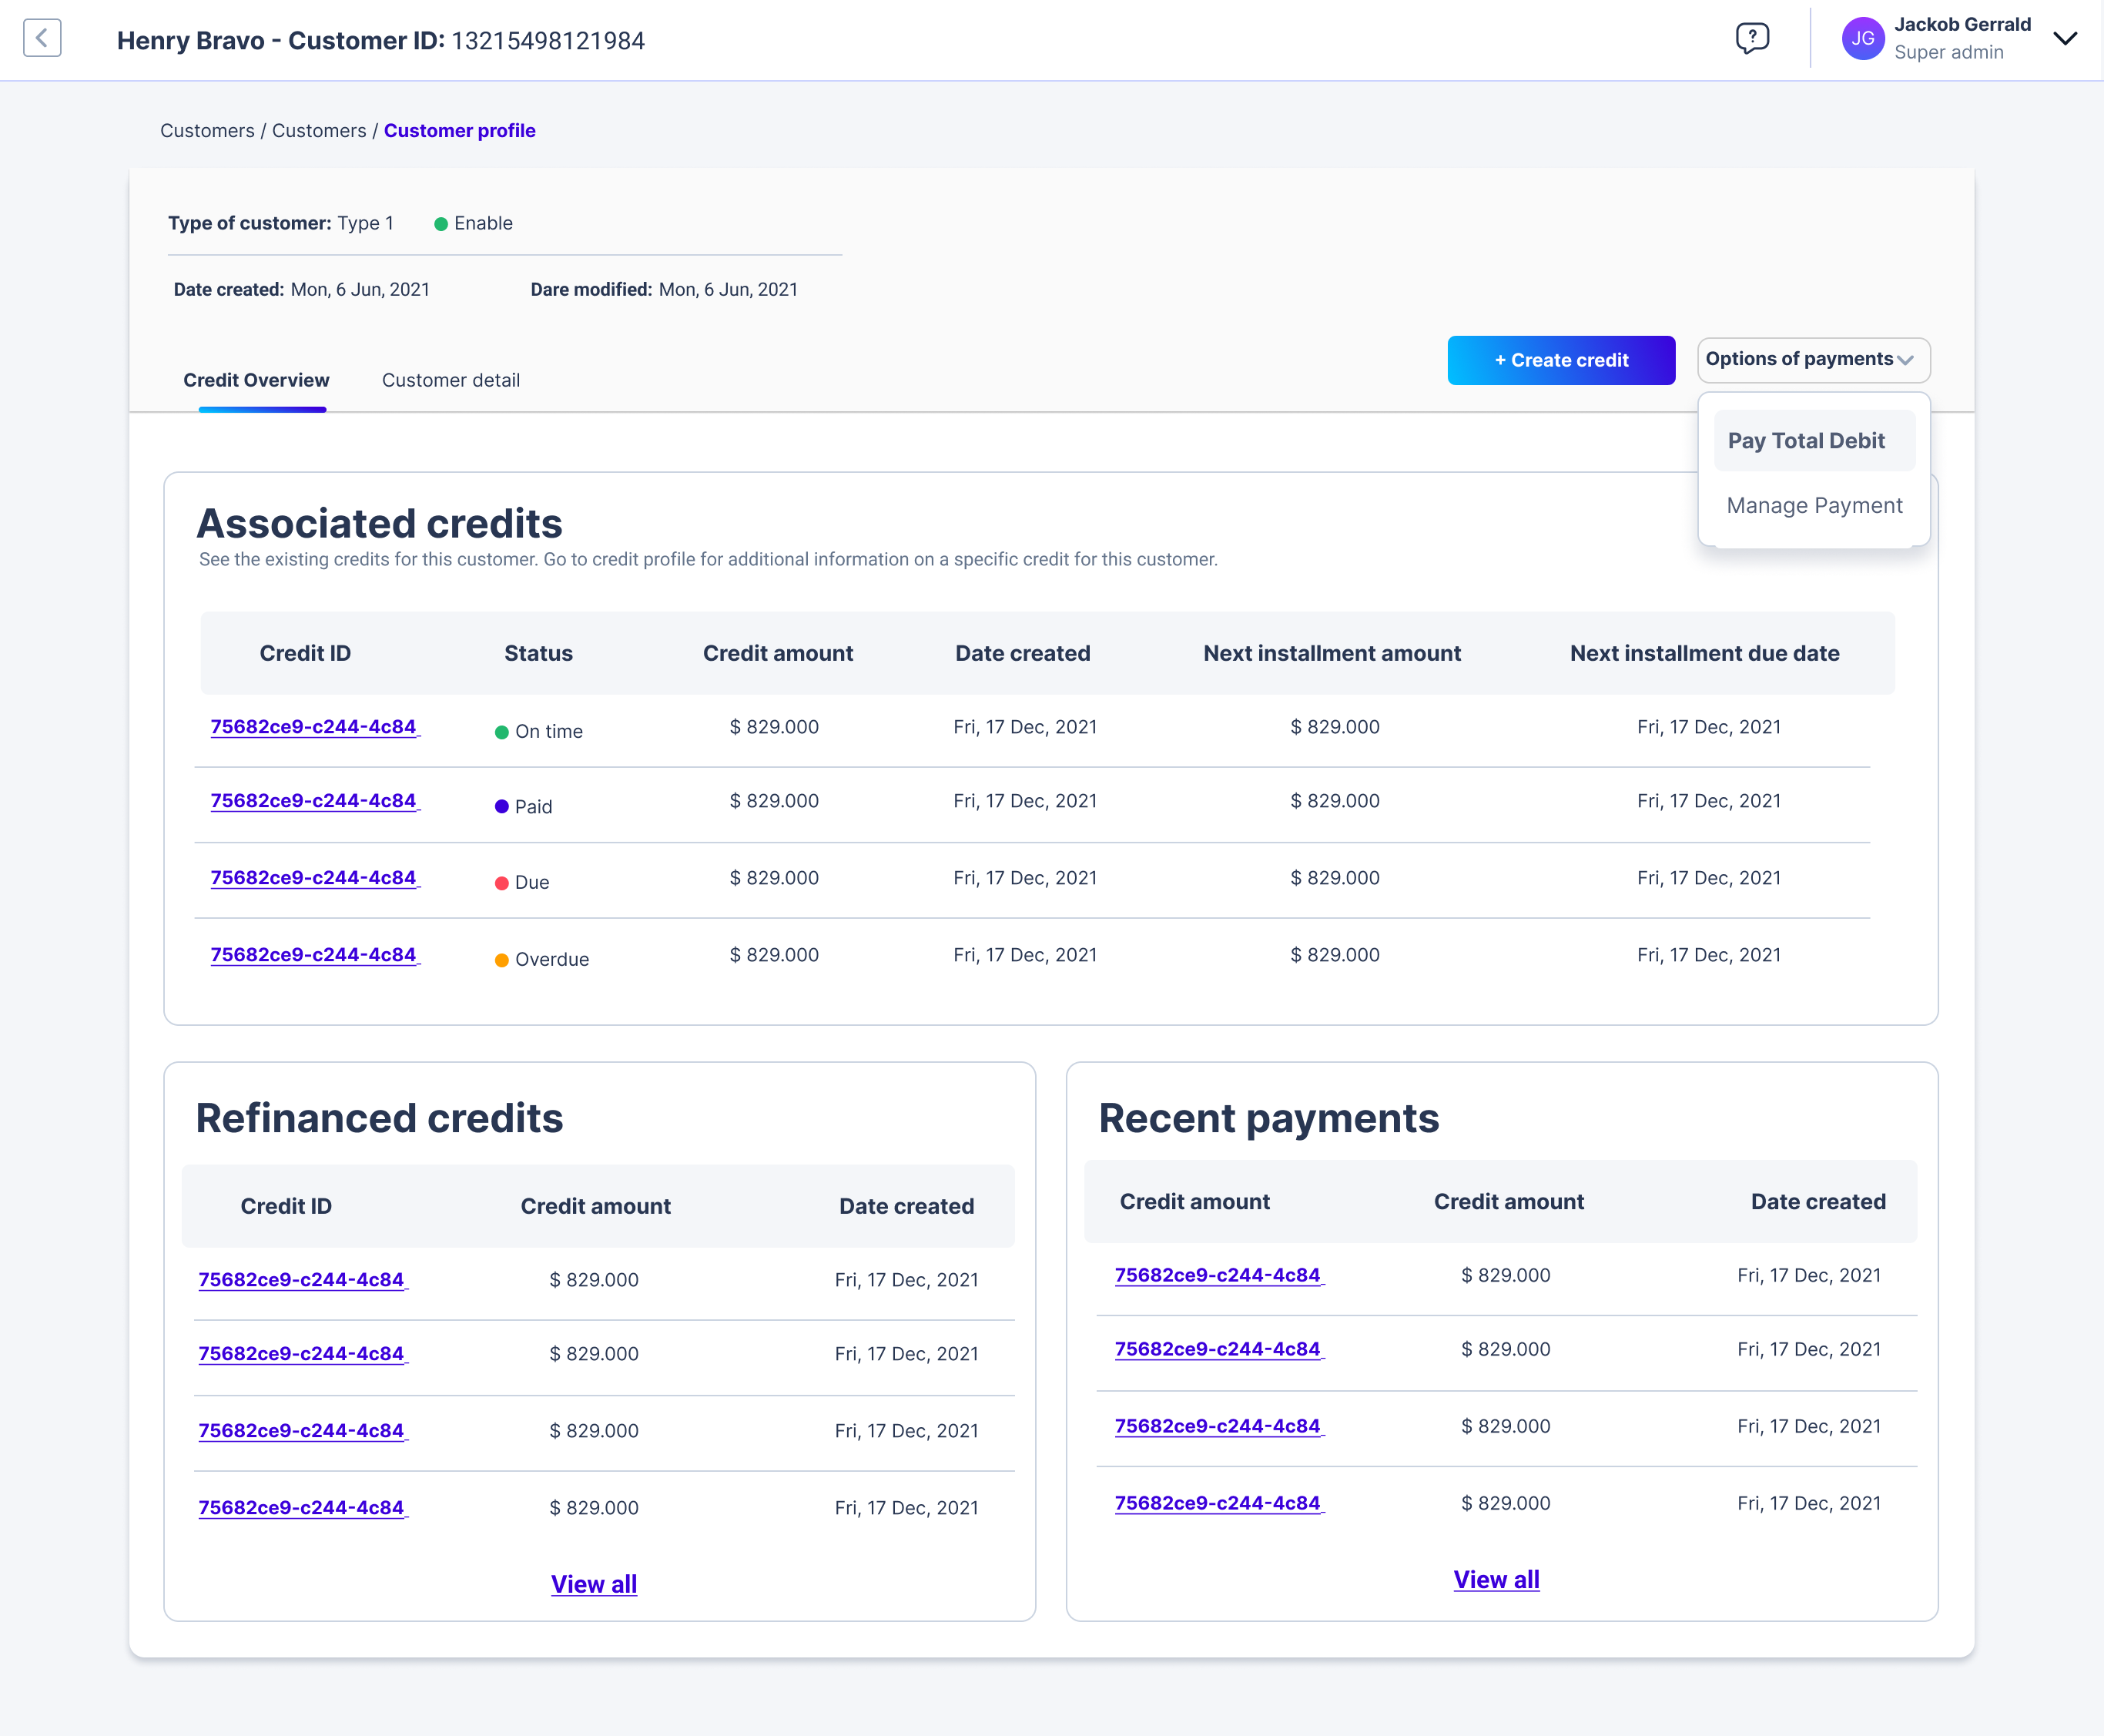 Henry Bravo - Customer ID: 13215498121984
?
JG
Jackob Gerrald
Super admin
Customers / Customers / Customer profile
Type of customer: Type 1 Enable
Date created: Mon, 6 Jun, 2021 Dare modified: Mon, 6 Jun, 2021
Credit Overview Customer detail
+ Create credit
Options of payments
Pay Total Debit
Manage Payment
Associated credits
See the existing credits for this customer. Go to credit profile for additional information on a specific credit for this customer.
Credit ID Status Credit amount Date created Next installment amount Next installment due date
75682ce9-c244-4c84 On time $ 829.000 Fri, 17 Dec, 2021 $ 829.000 Fri, 17 Dec, 2021
75682ce9-c244-4c84 Paid $ 829.000 Fri, 17 Dec, 2021 $ 829.000 Fri, 17 Dec, 2021
75682ce9-c244-4c84 Due $ 829.000 Fri, 17 Dec, 2021 $ 829.000 Fri, 17 Dec, 2021
75682ce9-c244-4c84 Overdue $ 829.000 Fri, 17 Dec, 2021 $ 829.000 Fri, 17 Dec, 2021
Refinanced credits
Credit ID Credit amount Date created
75682ce9-c244-4c84 $ 829.000 Fri, 17 Dec, 2021
75682ce9-c244-4c84 $ 829.000 Fri, 17 Dec, 2021
75682ce9-c244-4c84 $ 829.000 Fri, 17 Dec, 2021
75682ce9-c244-4c84 $ 829.000 Fri, 17 Dec, 2021
View all
Recent payments
Credit amount Credit amount Date created
75682ce9-c244-4c84 $ 829.000 Fri, 17 Dec, 2021
75682ce9-c244-4c84 $ 829.000 Fri, 17 Dec, 2021
75682ce9-c244-4c84 $ 829.000 Fri, 17 Dec, 2021
75682ce9-c244-4c84 $ 829.000 Fri, 17 Dec, 2021
View all